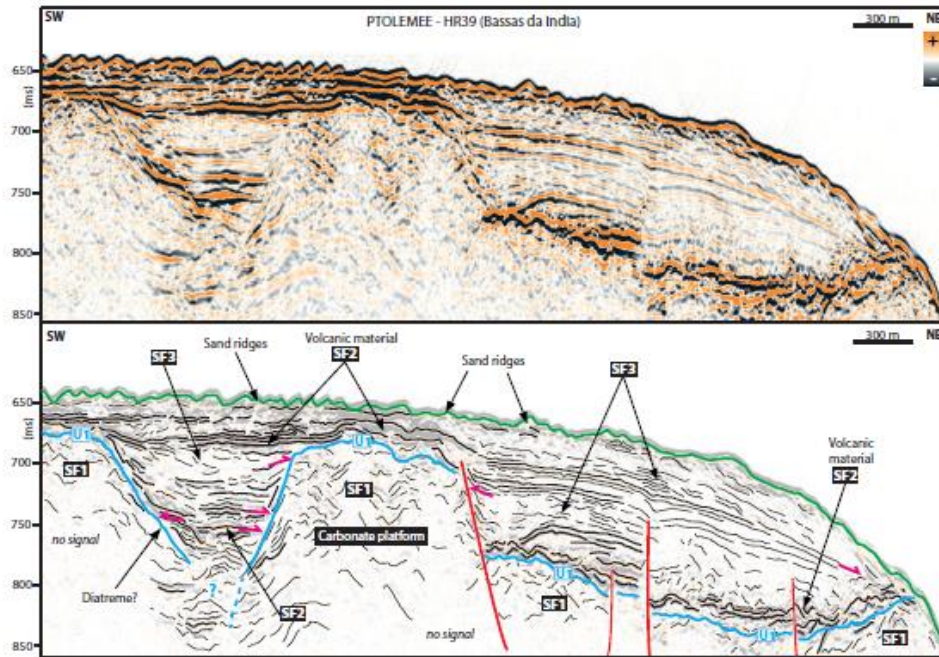 SW
PTOLEMEE - HR39 (Bassas da India)
300 m
NE
+
-
650
[ms]
700
750
800
850
SW
300 m
NE
Sand ridges
Volcanic material
SF3
SF2
Sand ridges
SF3
650
[ms]
U1
Volcanic
material
SF2
700
SF1
U1
SF1
750
no signal
Carbonate platform
U1
800
Diatreme?
?
SF2
SF1
U1
SF1
850
no signal